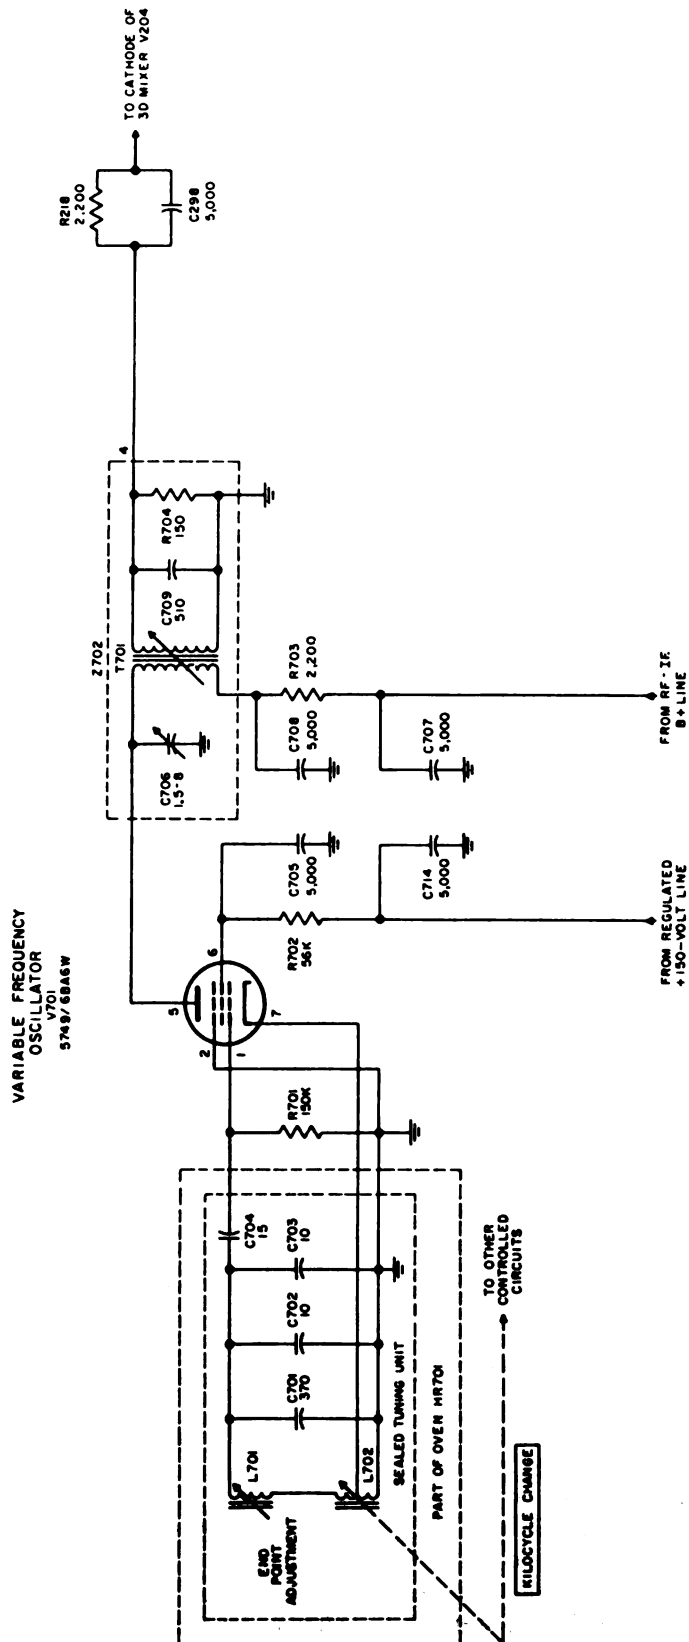 VARIABLE FREQUENCY
OSCILLATOR
V701
5749/6BA6W
END
POINT
ADJUSTMENT
L701
L702
C701
370
C702
10
C703
10
C704
15
SEALED TUNING UNIT
PART OF OVEN HR701
KILOCYCLE CHANGE
TO OTHER
CONTROLLED
CIRCUITS
R701
150K
2
1
5
6
7
R702
56K
C705
5,000
C714
5,000
FROM REGULATED
+150-VOLT LINE
C706
1.5-8
Z702
T701
C709
510
R704
150
4
C708
5,000
R703
2,200
C707
5,000
FROM RF-IF
B+LINE
R218
2,200
C298
5,000
TO CATHODE OF
3D MIXER V204